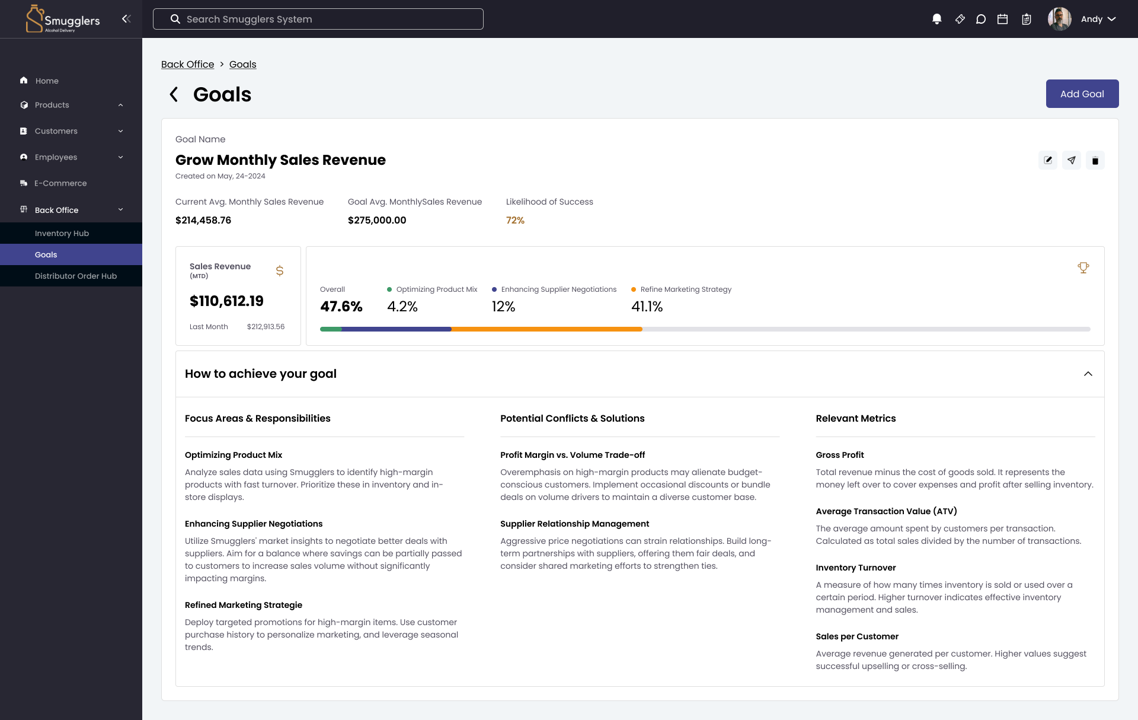 Smugglers
Alcohol Delivery
Search Smugglers System
Andy
Home
Products
Customers
Employees
E-Commerce
Back Office
Inventory Hub
Goals
Distributor Order Hub
Back Office > Goals
Goals
Add Goal
Goal Name
Grow Monthly Sales Revenue
Created on May, 24-2024
Current Avg. Monthly Sales Revenue
$214,458.76
Goal Avg. MonthlySales Revenue
$275,000.00
Likelihood of Success
72%
Sales Revenue
(MTD)
$
$110,612.19
Last Month $212,913.56
Overall
47.6%
Optimizing Product Mix
4.2%
Enhancing Supplier Negotiations
12%
Refine Marketing Strategy
41.1%
How to achieve your goal
Focus Areas & Responsibilities
Optimizing Product Mix
Analyze sales data using Smugglers to identify high-margin
products with fast turnover. Prioritize these in inventory and in-
store displays.
Enhancing Supplier Negotiations
Utilize Smugglers' market insights to negotiate better deals with
suppliers. Aim for a balance where savings can be partially passed
to customers to increase sales volume without significantly
impacting margins.
Refined Marketing Strategie
Deploy targeted promotions for high-margin items. Use customer
purchase history to personalize marketing, and leverage seasonal
trends.
Potential Conflicts & Solutions
Profit Margin vs. Volume Trade-off
Overemphasis on high-margin products may alienate budget-
conscious customers. Implement occasional discounts or bundle
deals on volume drivers to maintain a diverse customer base.
Supplier Relationship Management
Aggressive price negotiations can strain relationships. Build long-
term partnerships with suppliers, offering them fair deals, and
consider shared marketing efforts to strengthen ties.
Relevant Metrics
Gross Profit
Total revenue minus the cost of goods sold. It represents the
money left over to cover expenses and profit after selling inventory.
Average Transaction Value (ATV)
The average amount spent by customers per transaction.
Calculated as total sales divided by the number of transactions.
Inventory Turnover
A measure of how many times inventory is sold or used over a
certain period. Higher turnover indicates effective inventory
management and sales.
Sales per Customer
Average revenue generated per customer. Higher values suggest
successful upselling or cross-selling.